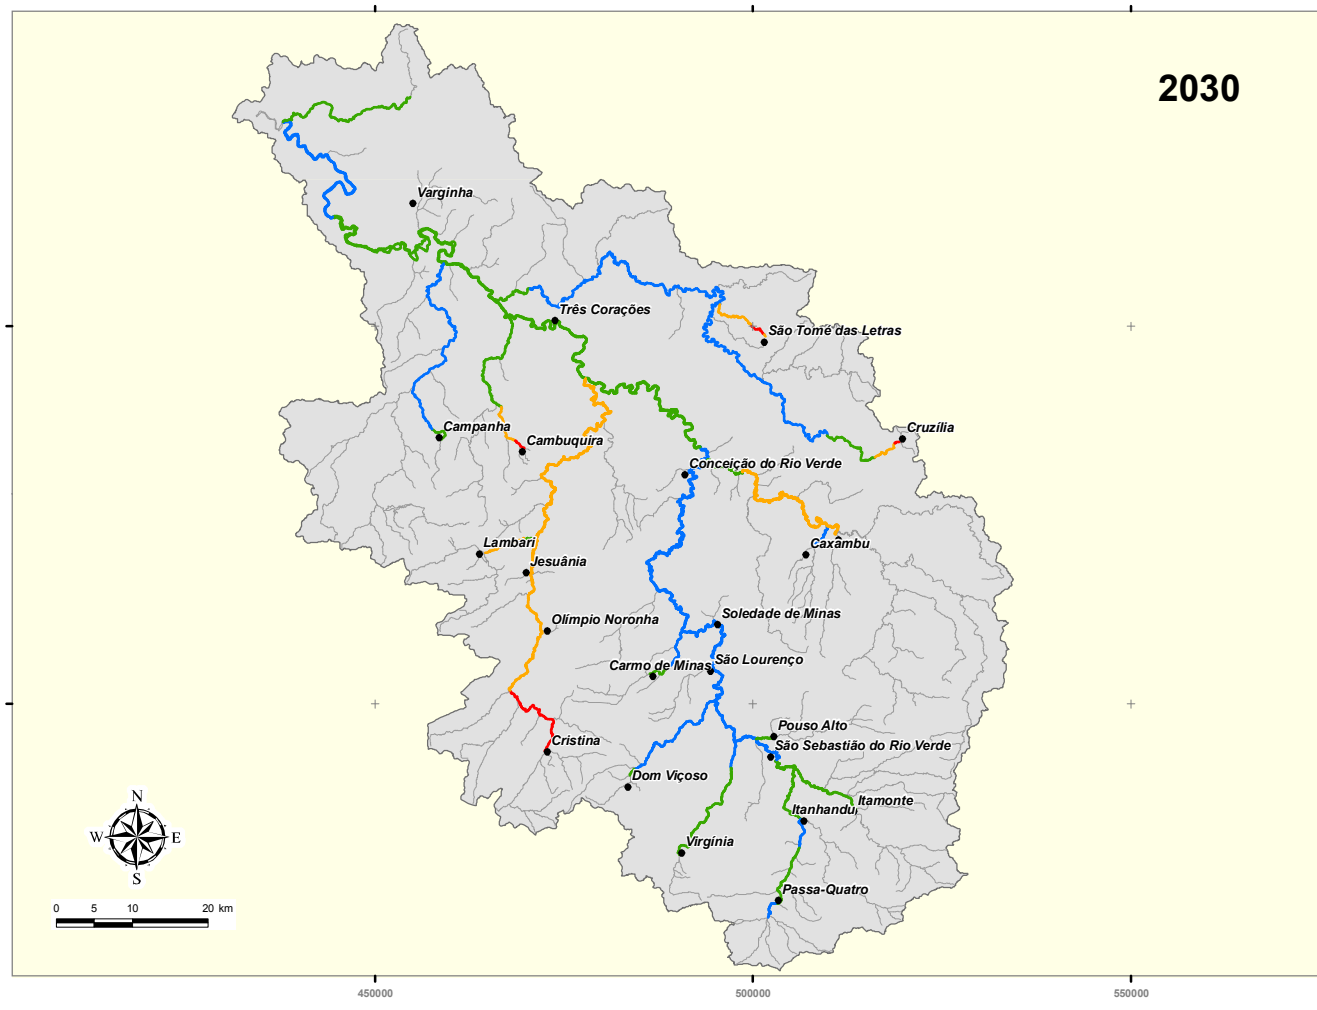 2030
Varginha
Três Corações
São Tomé das Letras
Campanha
Cambuquira
Cruzília
Conceição do Rio Verde
Lambari
Caxambu
Jesuânia
Olímpio Noronha
Soledade de Minas
Carmo de Minas
São Lourenço
Pouso Alto
Cristina
São Sebastião do Rio Verde
Dom Viçoso
Itamonte
Itanhandu
Virgínia
Passa-Quatro
N
W E
S
0 5 10 20 km
450000 500000 550000